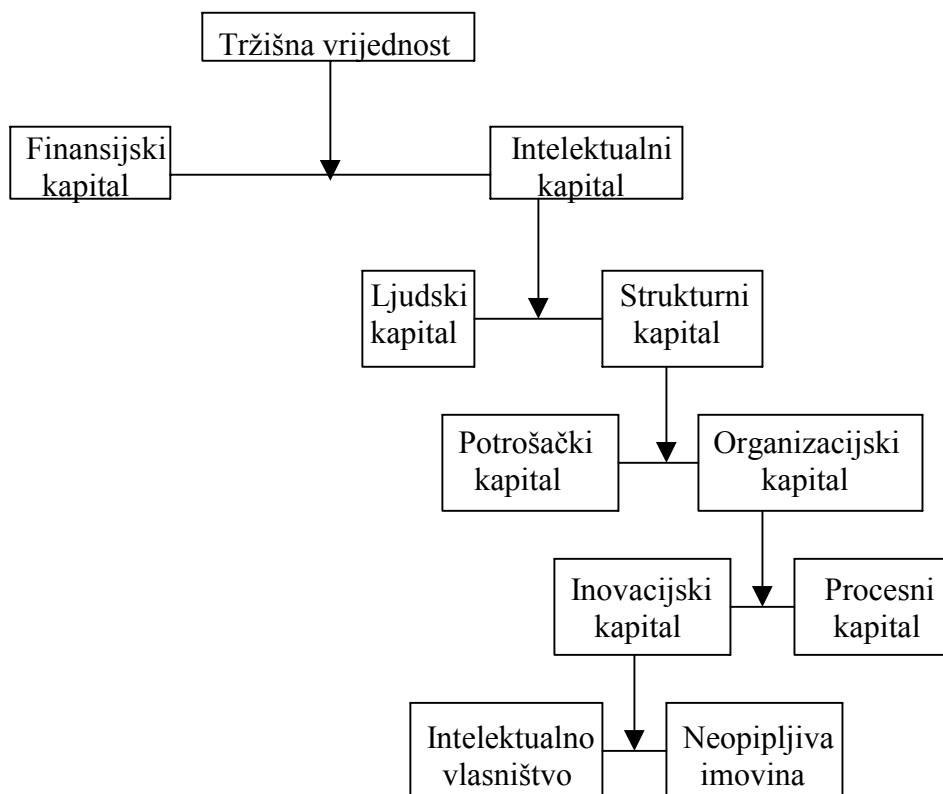 Tržišna vrijednost
Finansijski
kapital
Intelektualni
kapital
Ljudski
kapital
Strukturni
kapital
Potrošački
kapital
Organizacijski
kapital
Inovacijski
kapital
Procesni
kapital
Intelektualno
vlasništvo
Neopipljiva
imovina